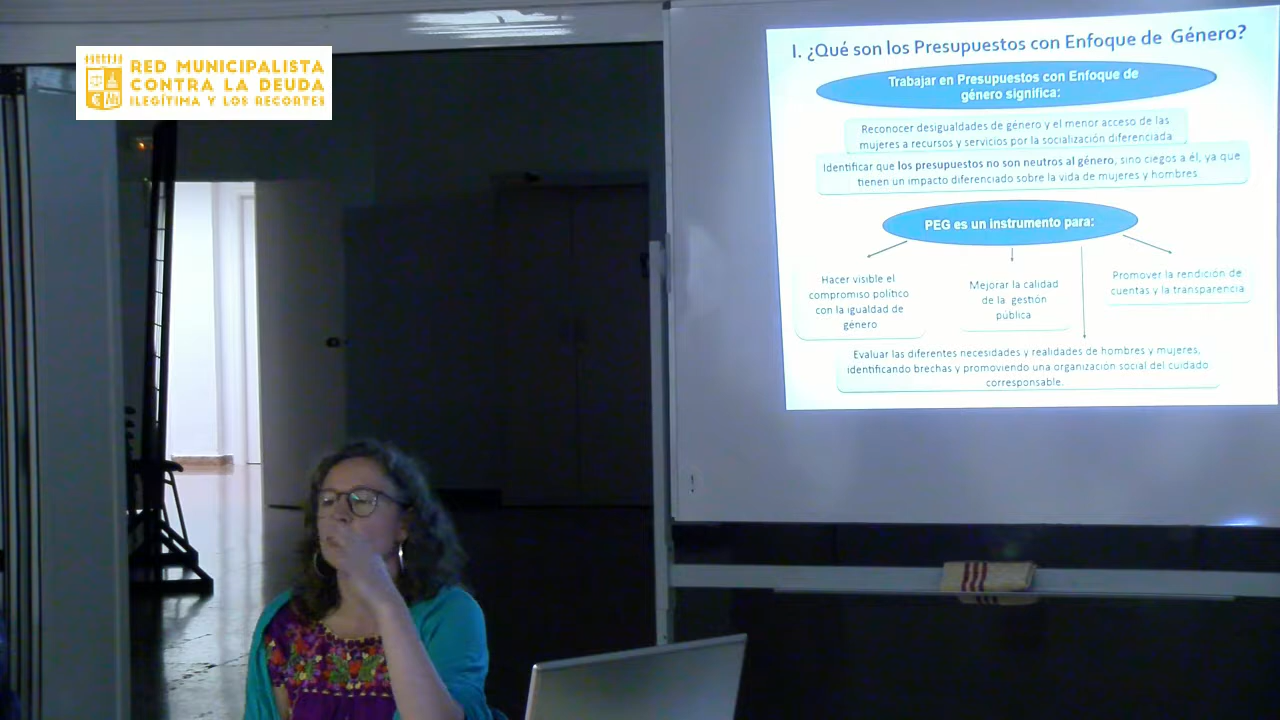 RED MUNICIPALISTA
CONTRA LA DEUDA
ILEGÍTIMA Y LOS RECORTES
I. ¿Qué son los Presupuestos con Enfoque de Género?
Trabajar en Presupuestos con Enfoque de
género significa:
Reconocer desigualdades de género y el menor acceso de las
mujeres a recursos y servicios por la socialización diferenciada
Identificar que los presupuestos no son neutros al género, sino ciegos a él, ya que
tienen un impacto diferenciado sobre la vida de mujeres y hombres
PEG es un instrumento para:
Hacer visible el
compromiso político
con la igualdad de
género
Mejorar la calidad
de la gestión
pública
Promover la rendición de
cuentas y la transparencia
Evaluar las diferentes necesidades y realidades de hombres y mujeres,
identificando brechas y promoviendo una organización social del cuidado
corresponsable.